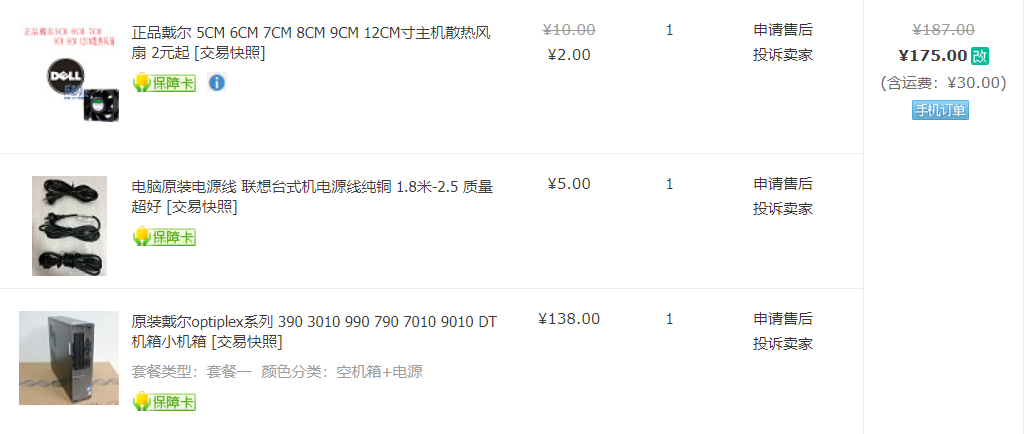 正品戴尔5CM 6CM 7CM
8CM 9CM 12CM散热风扇
DELL
正品戴尔 5CM 6CM 7CM 8CM 9CM 12CM寸主机散热风
扇 2元起 [交易快照]
保障卡
¥10.00
¥2.00
1
申请售后
投诉卖家
¥187.00
¥175.00 改
(含运费：¥30.00)
手机订单
电脑原装电源线 联想台式机电源线纯铜 1.8米-2.5 质量
超好 [交易快照]
保障卡
¥5.00
1
申请售后
投诉卖家
原装戴尔optiplex系列 390 3010 990 790 7010 9010 DT
机箱小机箱 [交易快照]
套餐类型：套餐一 颜色分类：空机箱+电源
保障卡
¥138.00
1
申请售后
投诉卖家